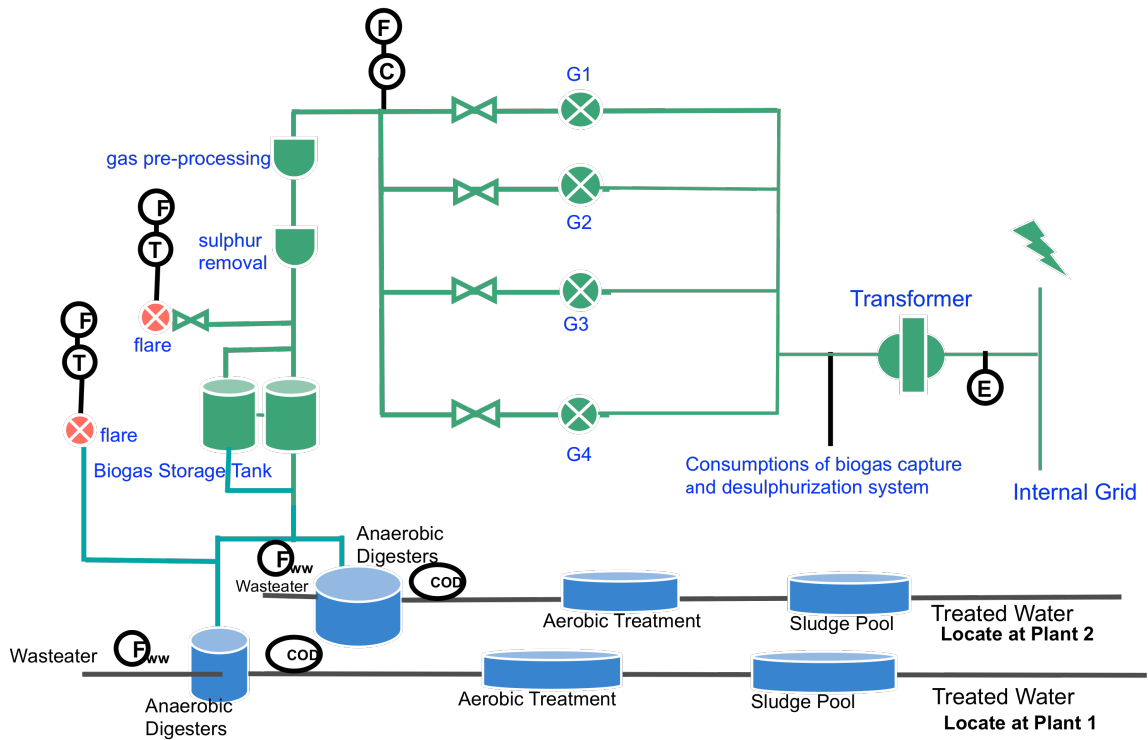 F
C
G1
gas pre-processing
F
T
sulphur
removal
G2
F
T
flare
G3
Transformer
E
flare
Biogas Storage Tank
G4
Consumptions of biogas capture
and desulphurization system
Internal Grid
Anaerobic
Digesters
Fww
Wasteater
COD
Aerobic Treatment
Sludge Pool
Treated Water
Locate at Plant 2
Wasteater
Fww
COD
Anaerobic
Digesters
Aerobic Treatment
Sludge Pool
Treated Water
Locate at Plant 1